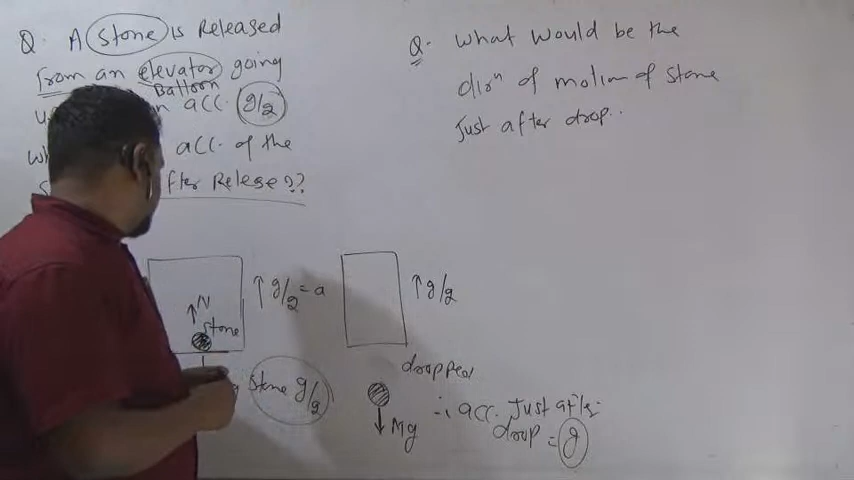 Q. A stone is Released
from an elevator going
Balloon
acc. g/2
acc. of the
fter Release??
Q. what would be the
dirn of motion of stone
Just after drop..
N
stone
↑ g/2 = a
stone g/2
↑ g/2
dropped
Mg
∴ acc. Just after
drop = g